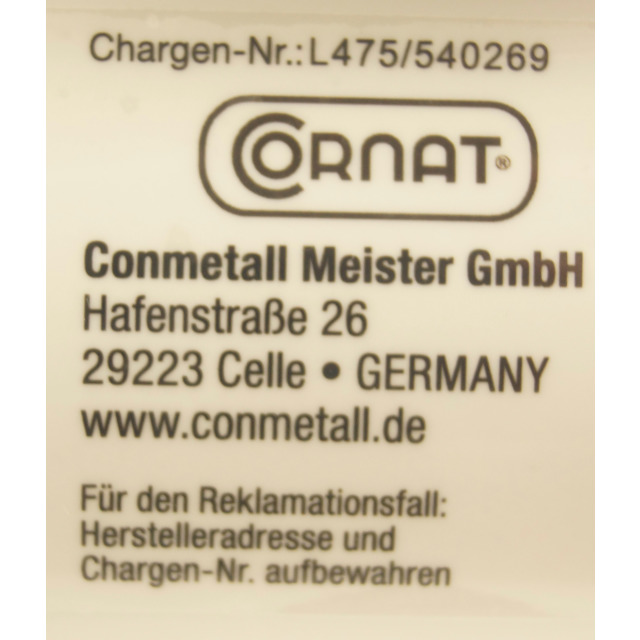 Chargen-Nr.: L475/540269
CORNAT®
Conmetall Meister GmbH
Hafenstraße 26
29223 Celle • GERMANY
www.conmetall.de
Für den Reklamationsfall:
Herstelleradresse und
Chargen-Nr. aufbewahren